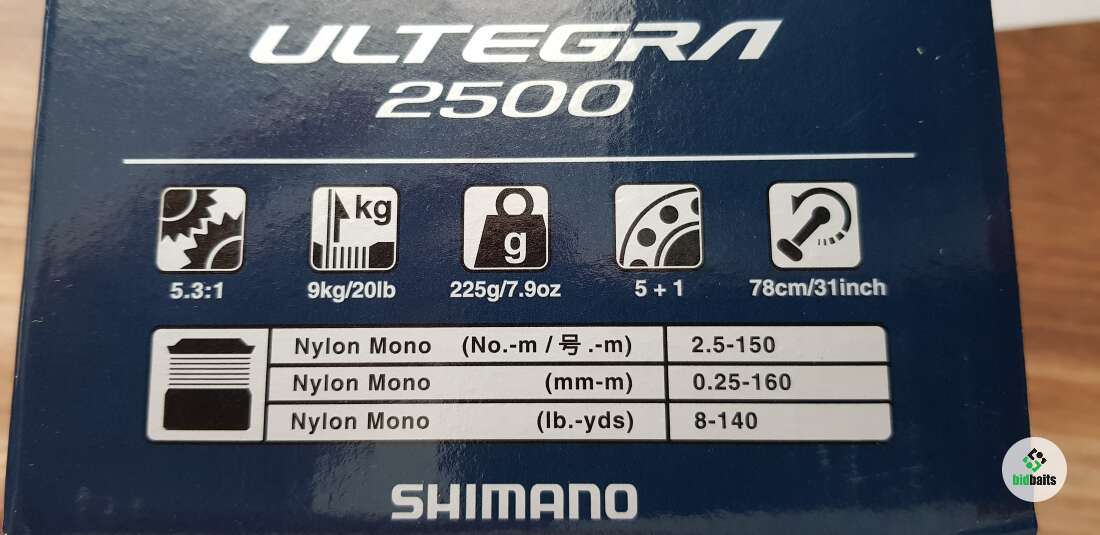 ULTEGRA
2500
kg
g
5.3:1 9kg/20lb 225g/7.9oz 5 + 1 78cm/31inch
Nylon Mono (No.-m / 号 .-m) 2.5-150
Nylon Mono (mm-m) 0.25-160
Nylon Mono (lb.-yds) 8-140
SHIMANO
bidbaits